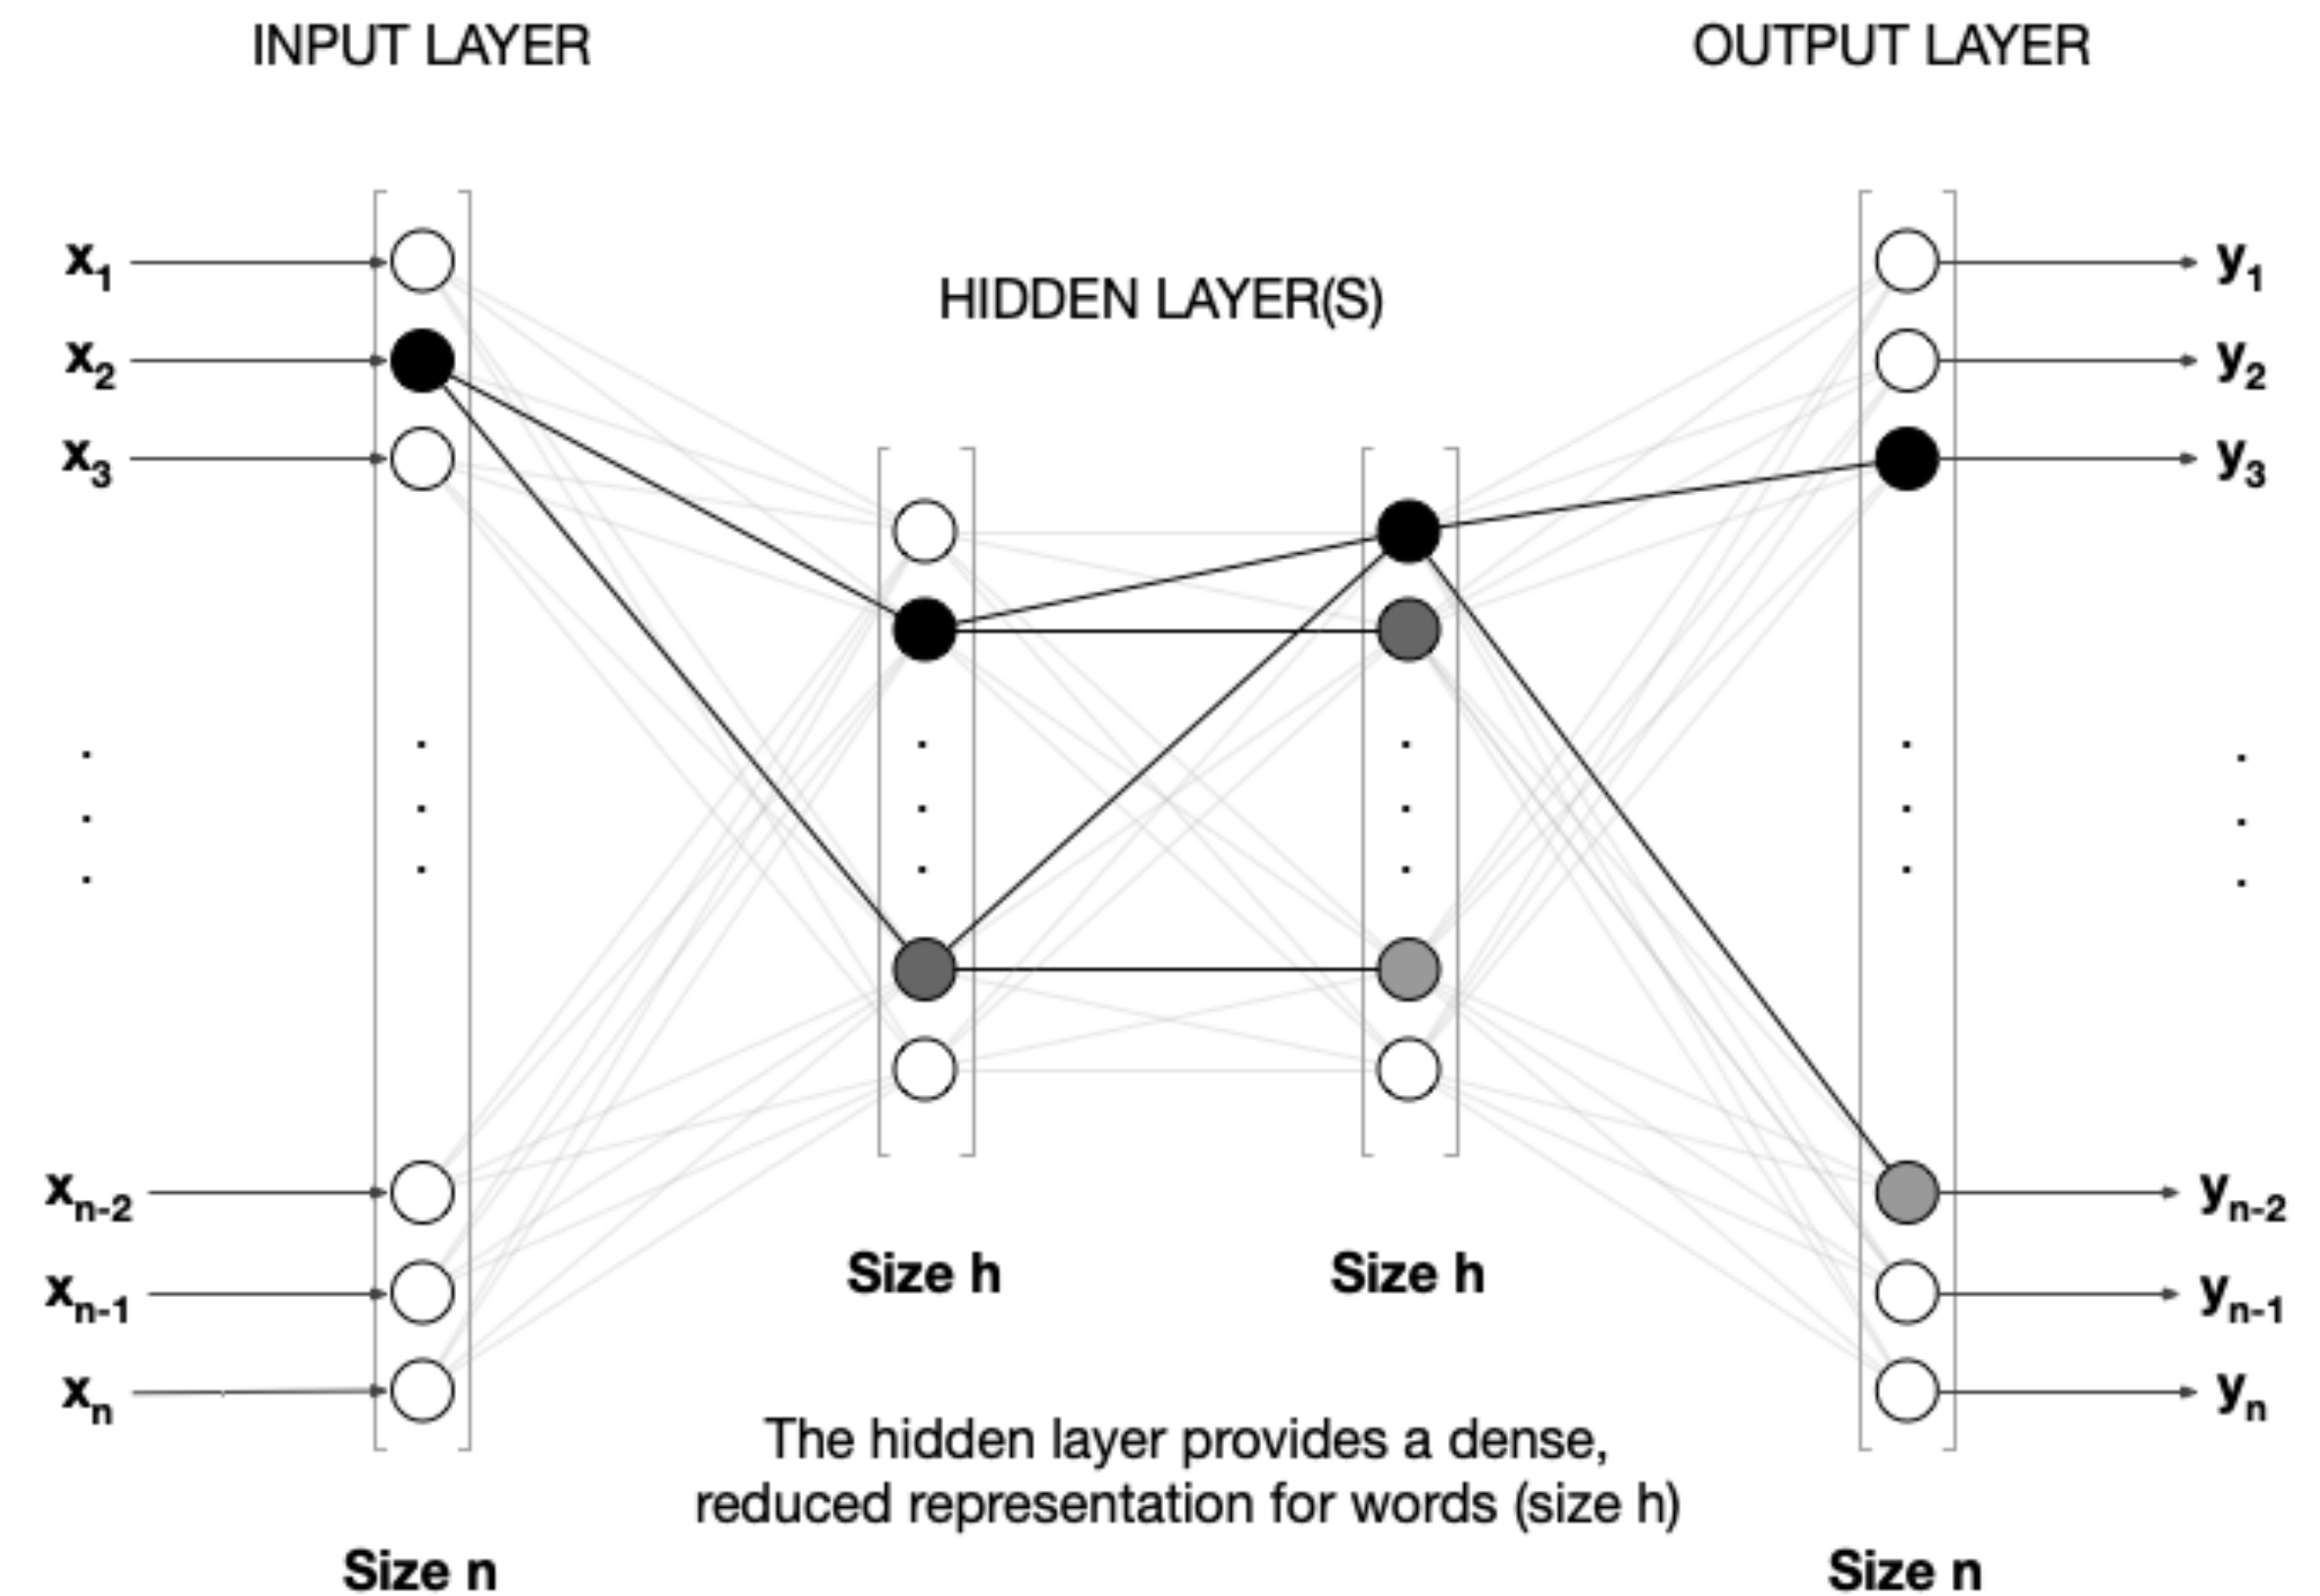 INPUT LAYER
OUTPUT LAYER
HIDDEN LAYER(S)
x1
x2
x3
.
.
.
xn-2
xn-1
xn
y1
y2
y3
.
.
.
yn-2
yn-1
yn
Size h
Size h
The hidden layer provides a dense,
reduced representation for words (size h)
Size n
Size n